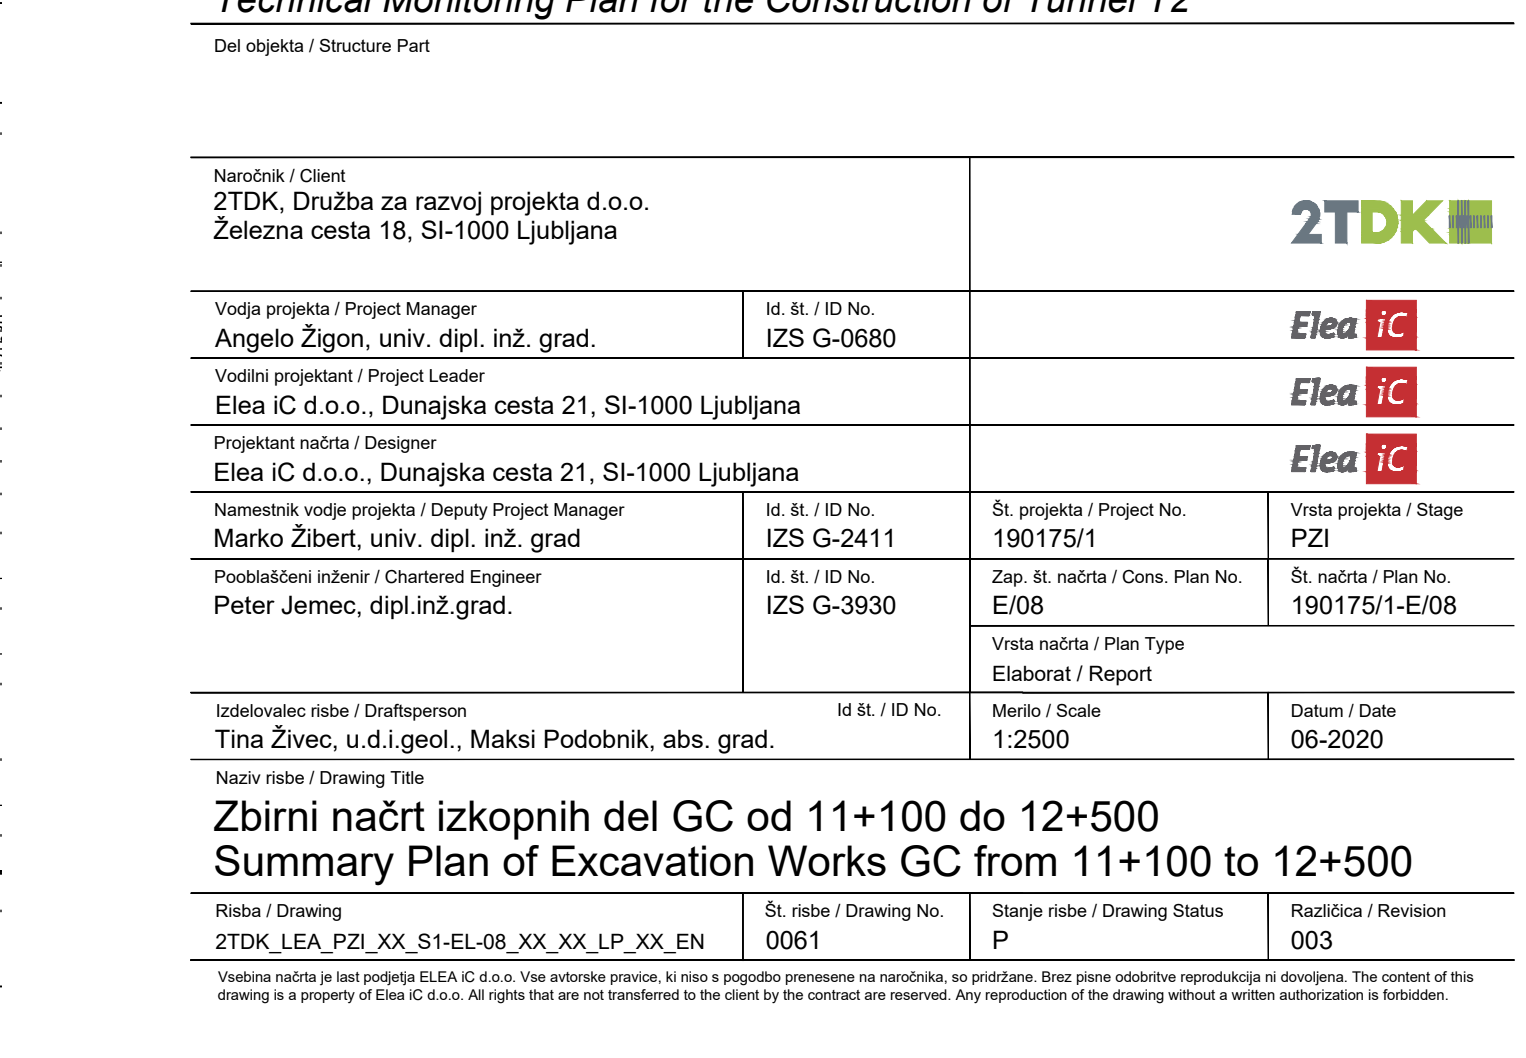 Technical Monitoring Plan for the Construction of Tunnel T2
Del objekta / Structure Part
Naročnik / Client
2TDK, Družba za razvoj projekta d.o.o.
Železna cesta 18, SI-1000 Ljubljana
2TDK
Vodja projekta / Project Manager
Angelo Žigon, univ. dipl. inž. grad.
Id. št. / ID No.
IZS G-0680
Elea iC
Vodilni projektant / Project Leader
Elea iC d.o.o., Dunajska cesta 21, SI-1000 Ljubljana
Elea iC
Projektant načrta / Designer
Elea iC d.o.o., Dunajska cesta 21, SI-1000 Ljubljana
Elea iC
Namestnik vodje projekta / Deputy Project Manager
Marko Žibert, univ. dipl. inž. grad
Id. št. / ID No.
IZS G-2411
Št. projekta / Project No.
190175/1
Vrsta projekta / Stage
PZI
Pooblaščeni inženir / Chartered Engineer
Peter Jemec, dipl.inž.grad.
Id. št. / ID No.
IZS G-3930
Zap. št. načrta / Cons. Plan No.
E/08
Št. načrta / Plan No.
190175/1-E/08
Vrsta načrta / Plan Type
Elaborat / Report
Izdelovalec risbe / Draftsperson
Id št. / ID No.
Tina Živec, u.d.i.geol., Maksi Podobnik, abs. grad.
Merilo / Scale
1:2500
Datum / Date
06-2020
Naziv risbe / Drawing Title
Zbirni načrt izkopnih del GC od 11+100 do 12+500
Summary Plan of Excavation Works GC from 11+100 to 12+500
Risba / Drawing
2TDK_LEA_PZI_XX_S1-EL-08_XX_XX_LP_XX_EN
Št. risbe / Drawing No.
0061
Stanje risbe / Drawing Status
P
Različica / Revision
003
Vsebina načrta je last podjetja ELEA iC d.o.o. Vse avtorske pravice, ki niso s pogodbo prenesene na naročnika, so pridržane. Brez pisne odobritve reprodukcija ni dovoljena. The content of this
drawing is a property of Elea iC d.o.o. All rights that are not transferred to the client by the contract are reserved. Any reproduction of the drawing without a written authorization is forbidden.